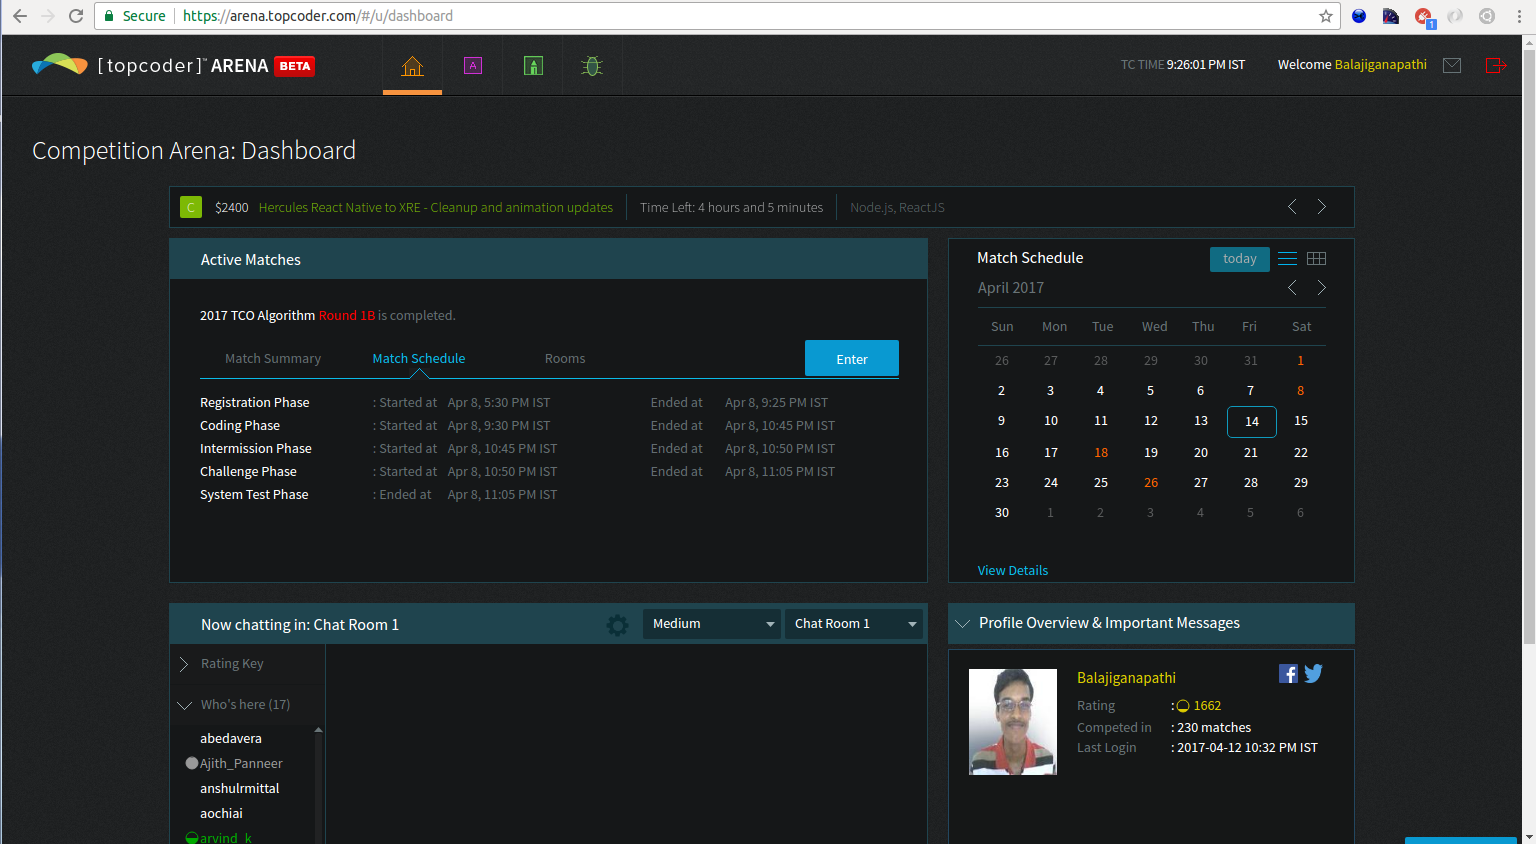 Secure https://arena.topcoder.com/#/u/dashboard
1
[topcoder]™ ARENA BETA
A
TC TIME 9:26:01 PM IST Welcome Balajiganapathi
Competition Arena: Dashboard
C $2400 Hercules React Native to XRE - Cleanup and animation updates Time Left: 4 hours and 5 minutes Node.js, ReactJS
Active Matches
2017 TCO Algorithm Round 1B is completed.
Match Summary Match Schedule Rooms Enter
Registration Phase : Started at Apr 8, 5:30 PM IST Ended at Apr 8, 9:25 PM IST
Coding Phase : Started at Apr 8, 9:30 PM IST Ended at Apr 8, 10:45 PM IST
Intermission Phase : Started at Apr 8, 10:45 PM IST Ended at Apr 8, 10:50 PM IST
Challenge Phase : Started at Apr 8, 10:50 PM IST Ended at Apr 8, 11:05 PM IST
System Test Phase : Ended at Apr 8, 11:05 PM IST
Match Schedule today
April 2017
Sun Mon Tue Wed Thu Fri Sat
26 27 28 29 30 31 1
2 3 4 5 6 7 8
9 10 11 12 13 14 15
16 17 18 19 20 21 22
23 24 25 26 27 28 29
30 1 2 3 4 5 6
View Details
Now chatting in: Chat Room 1 Medium Chat Room 1
Rating Key
Who's here (17)
abedavera
Ajith_Panneer
anshulrmittal
aochiai
arvind_k
Profile Overview & Important Messages
Balajiganapathi
Rating : 1662
Competed in : 230 matches
Last Login : 2017-04-12 10:32 PM IST